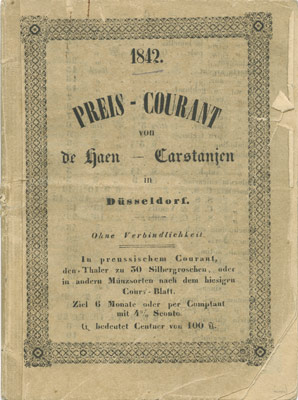 1842.
PREIS - COURANT
von
de Haen - Carstanjen
in
Düsseldorf.
Ohne Verbindlichkeit.
In preussischem Courant,
den Thaler zu 30 Silbergroschen, oder
in andern Münzsorten nach dem hiesigen
Cours-Blatt.
Ziel 6 Monate oder per Comptant
mit 4% Sconto.
bedeutet Centner von 100 ℔.